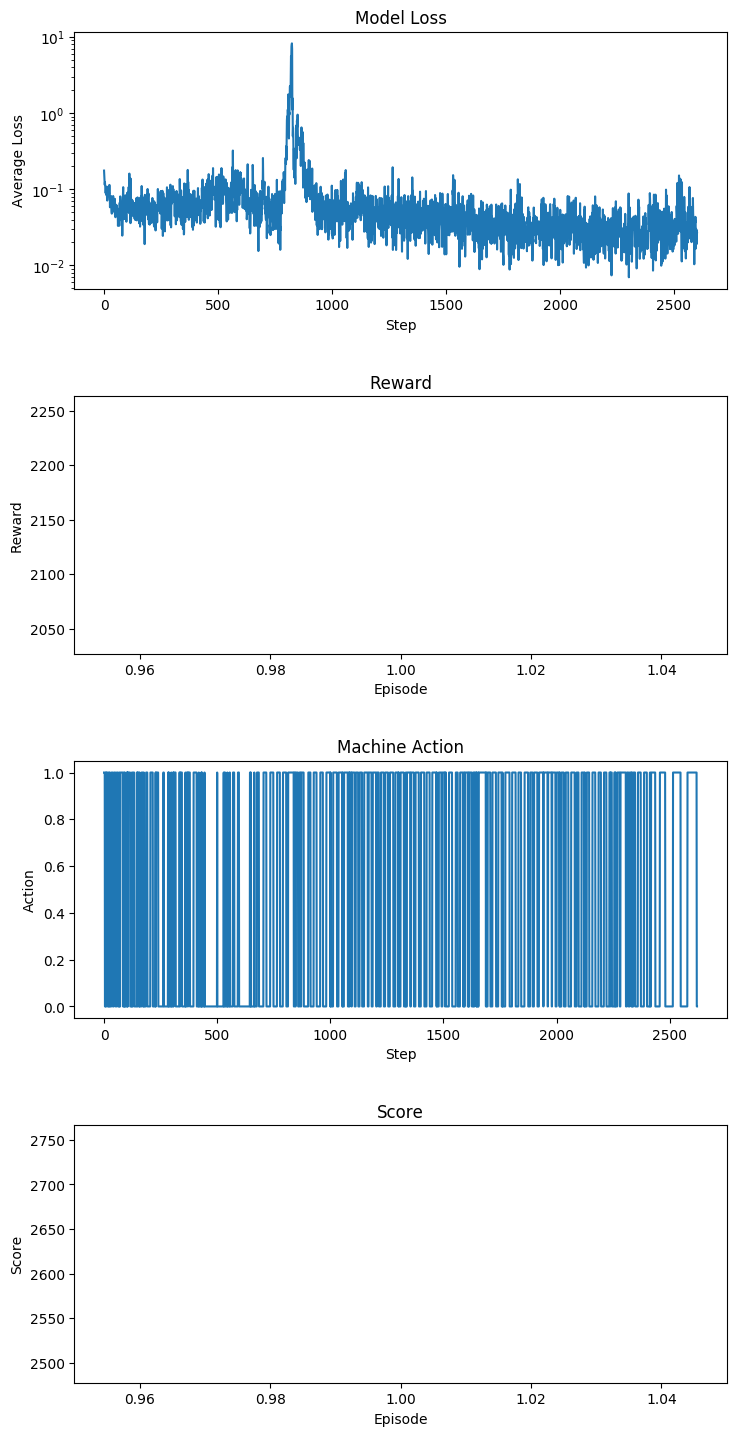 Model Loss
10^1
10^0
10^-1
10^-2
Average Loss
0 500 1000 1500 2000 2500
Step
Reward
2250
2200
2150
2100
2050
Reward
0.96 0.98 1.00 1.02 1.04
Episode
Machine Action
1.0
0.8
0.6
0.4
0.2
0.0
Action
0 500 1000 1500 2000 2500
Step
Score
2750
2700
2650
2600
2550
2500
Score
0.96 0.98 1.00 1.02 1.04
Episode